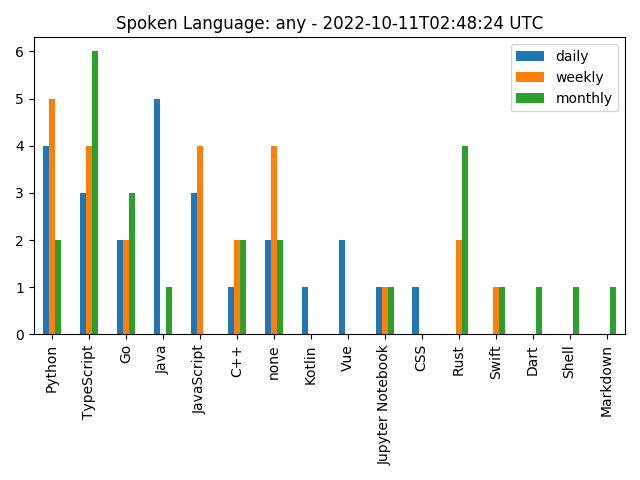 Spoken Language: any - 2022-10-11T02:48:24 UTC
daily
weekly
monthly
6
5
4
3
2
1
0
Python
TypeScript
Go
Java
JavaScript
C++
none
Kotlin
Vue
Jupyter Notebook
CSS
Rust
Swift
Dart
Shell
Markdown